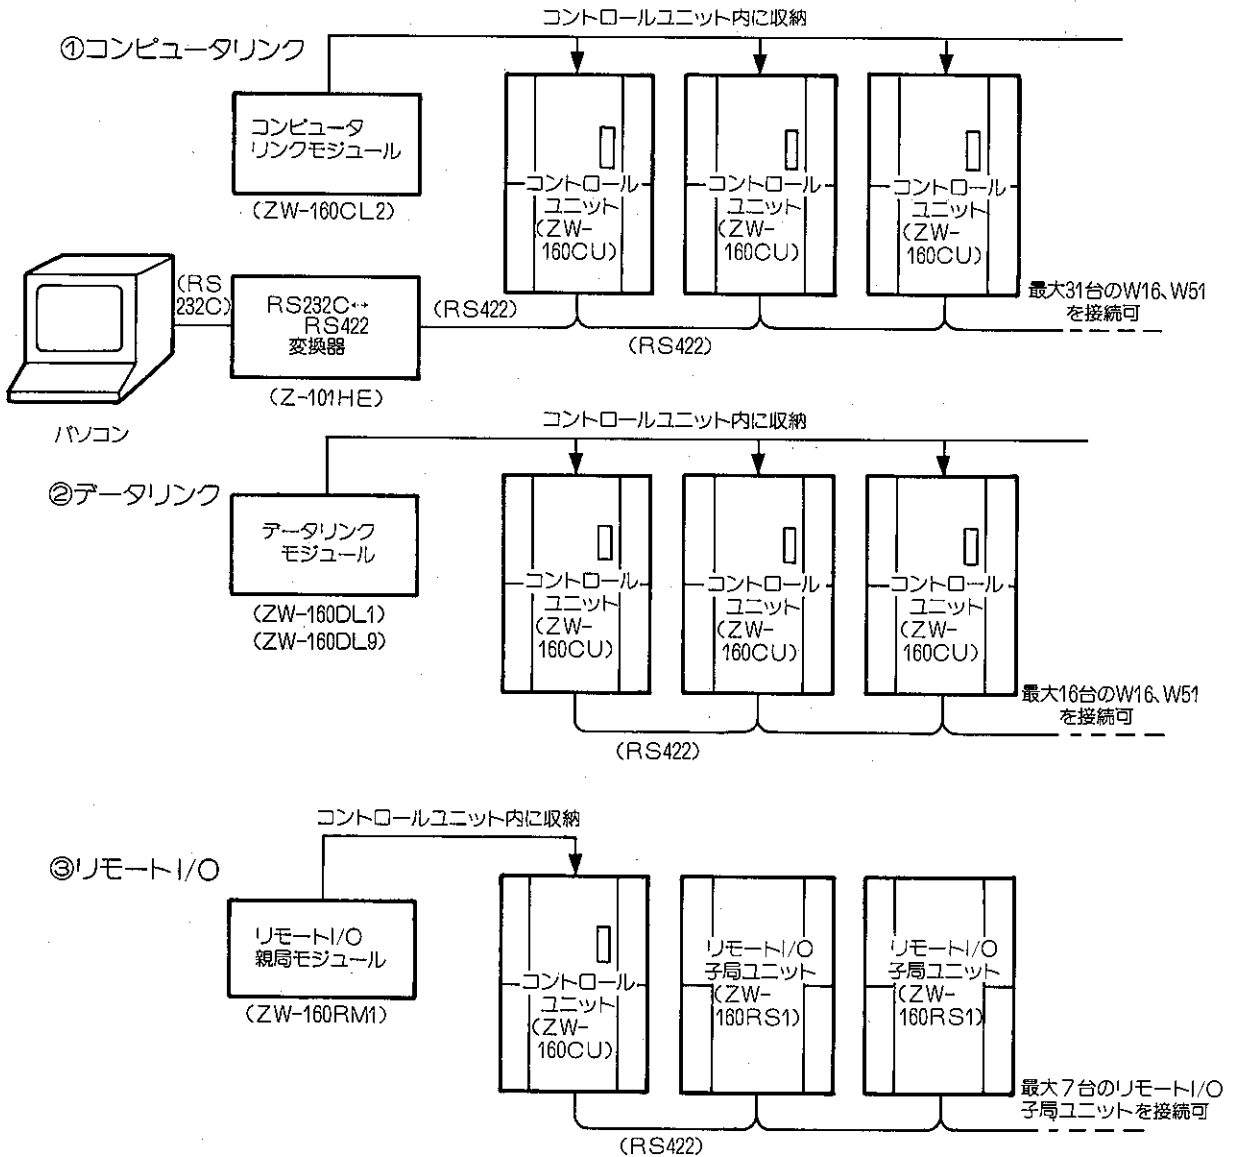 コントロールユニット内に収納
①コンピュータリンク
コンピュータ
リンクモジュール
(ZW-160CL2)
コントロール
ユニット
(ZW-
160CU)
コントロール
ユニット
(ZW-
160CU)
コントロール
ユニット
(ZW-
160CU)
(RS
232C)
RS232C↔
RS422
変換器
(Z-101HE)
(RS422)
(RS422)
最大31台のW16、W51
を接続可
パソコン
コントロールユニット内に収納
②データリンク
データリンク
モジュール
(ZW-160DL1)
(ZW-160DL9)
コントロール
ユニット
(ZW-
160CU)
コントロール
ユニット
(ZW-
160CU)
コントロール
ユニット
(ZW-
160CU)
最大16台のW16、W51
を接続可
(RS422)
コントロールユニット内に収納
③リモートI/O
リモートI/O
親局モジュール
(ZW-160RM1)
コントロール
ユニット
(ZW-
160CU)
リモートI/O
子局ユニット
(ZW-
160RS1)
リモートI/O
子局ユニット
(ZW-
160RS1)
最大7台のリモートI/O
子局ユニットを接続可
(RS422)